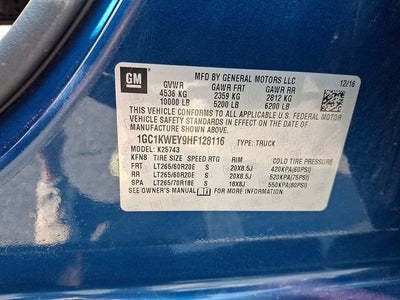 GM
MFD BY GENERAL MOTORS LLC 12/16
GVWR GAWR FRT GAWR RR
4536 KG 2359 KG 2812 KG
10000 LB 5200 LB 6200 LB
THIS VEHICLE CONFORMS TO ALL APPLICABLE U.S. FEDERAL MOTOR
VEHICLE SAFETY STANDARDS IN EFFECT ON THE DATE OF
MANUFACTURE SHOWN ABOVE.
1GC1KWEY9HF128116 TYPE: TRUCK
MODEL: K25743
KFN8 TIRE SIZE SPEED RTG RIM COLD TIRE PRESSURE
FRT LT265/60R20E S 20X8.5J 420KPA(60PSI)
RR LT265/60R20E S 20X8.5J 520KPA(75PSI)
SPA LT265/70R18E S 18X8J 550KPA(80PSI)
SEE OWNER'S MANUAL FOR MORE INFORMATION.